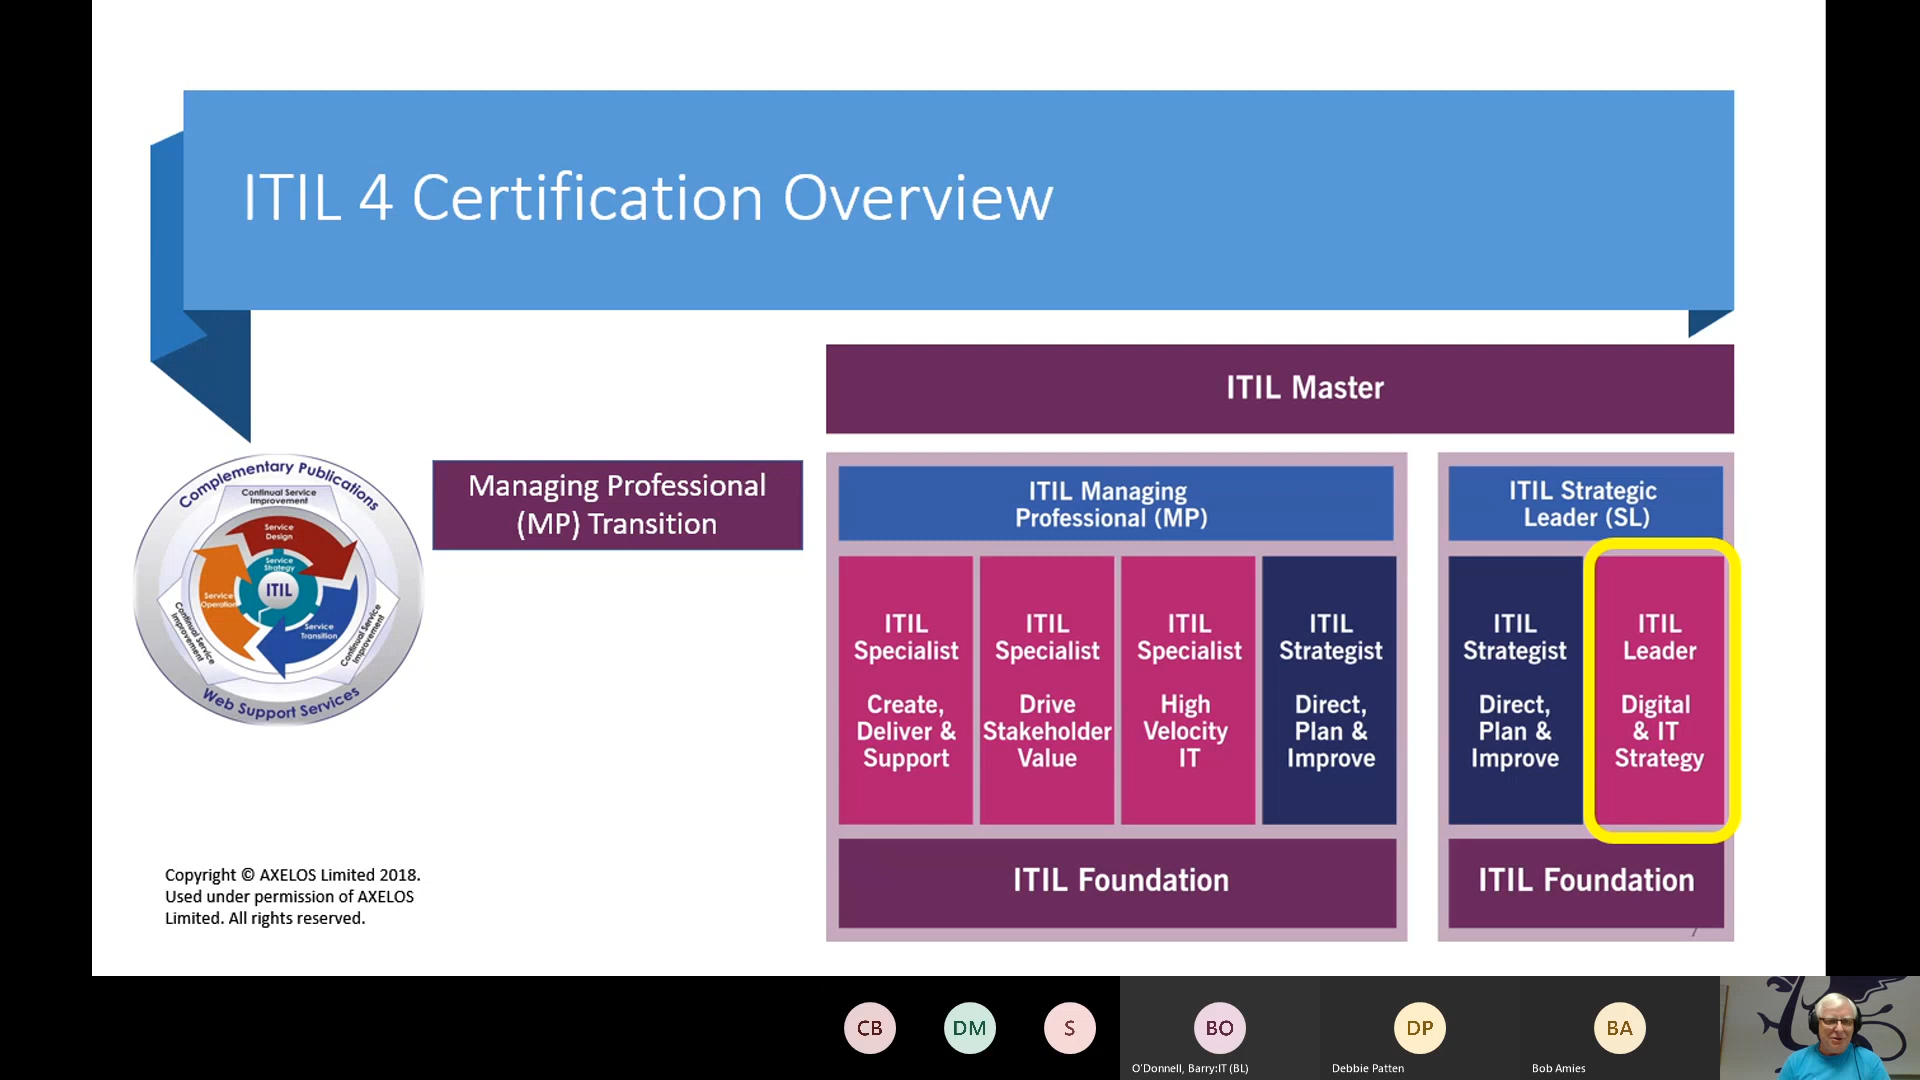 ITIL 4 Certification Overview
ITIL Master
Complementary Publications
Continual Service
Improvement
Service
Design
Service
Strategy
ITIL
Service
Operation
Service
Transition
Continual Service
Improvement
Continual Service
Improvement
Web Support Services
Managing Professional
(MP) Transition
ITIL Managing
Professional (MP)
ITIL
Specialist
Create,
Deliver &
Support
ITIL
Specialist
Drive
Stakeholder
Value
ITIL
Specialist
High
Velocity
IT
ITIL
Strategist
Direct,
Plan &
Improve
ITIL Foundation
ITIL Strategic
Leader (SL)
ITIL
Strategist
Direct,
Plan &
Improve
ITIL
Leader
Digital
& IT
Strategy
ITIL Foundation
7
Copyright © AXELOS Limited 2018.
Used under permission of AXELOS
Limited. All rights reserved.
CB
DM
S
BO
O'Donnell, Barry:IT (BL)
DP
Debbie Patten
BA
Bob Amies